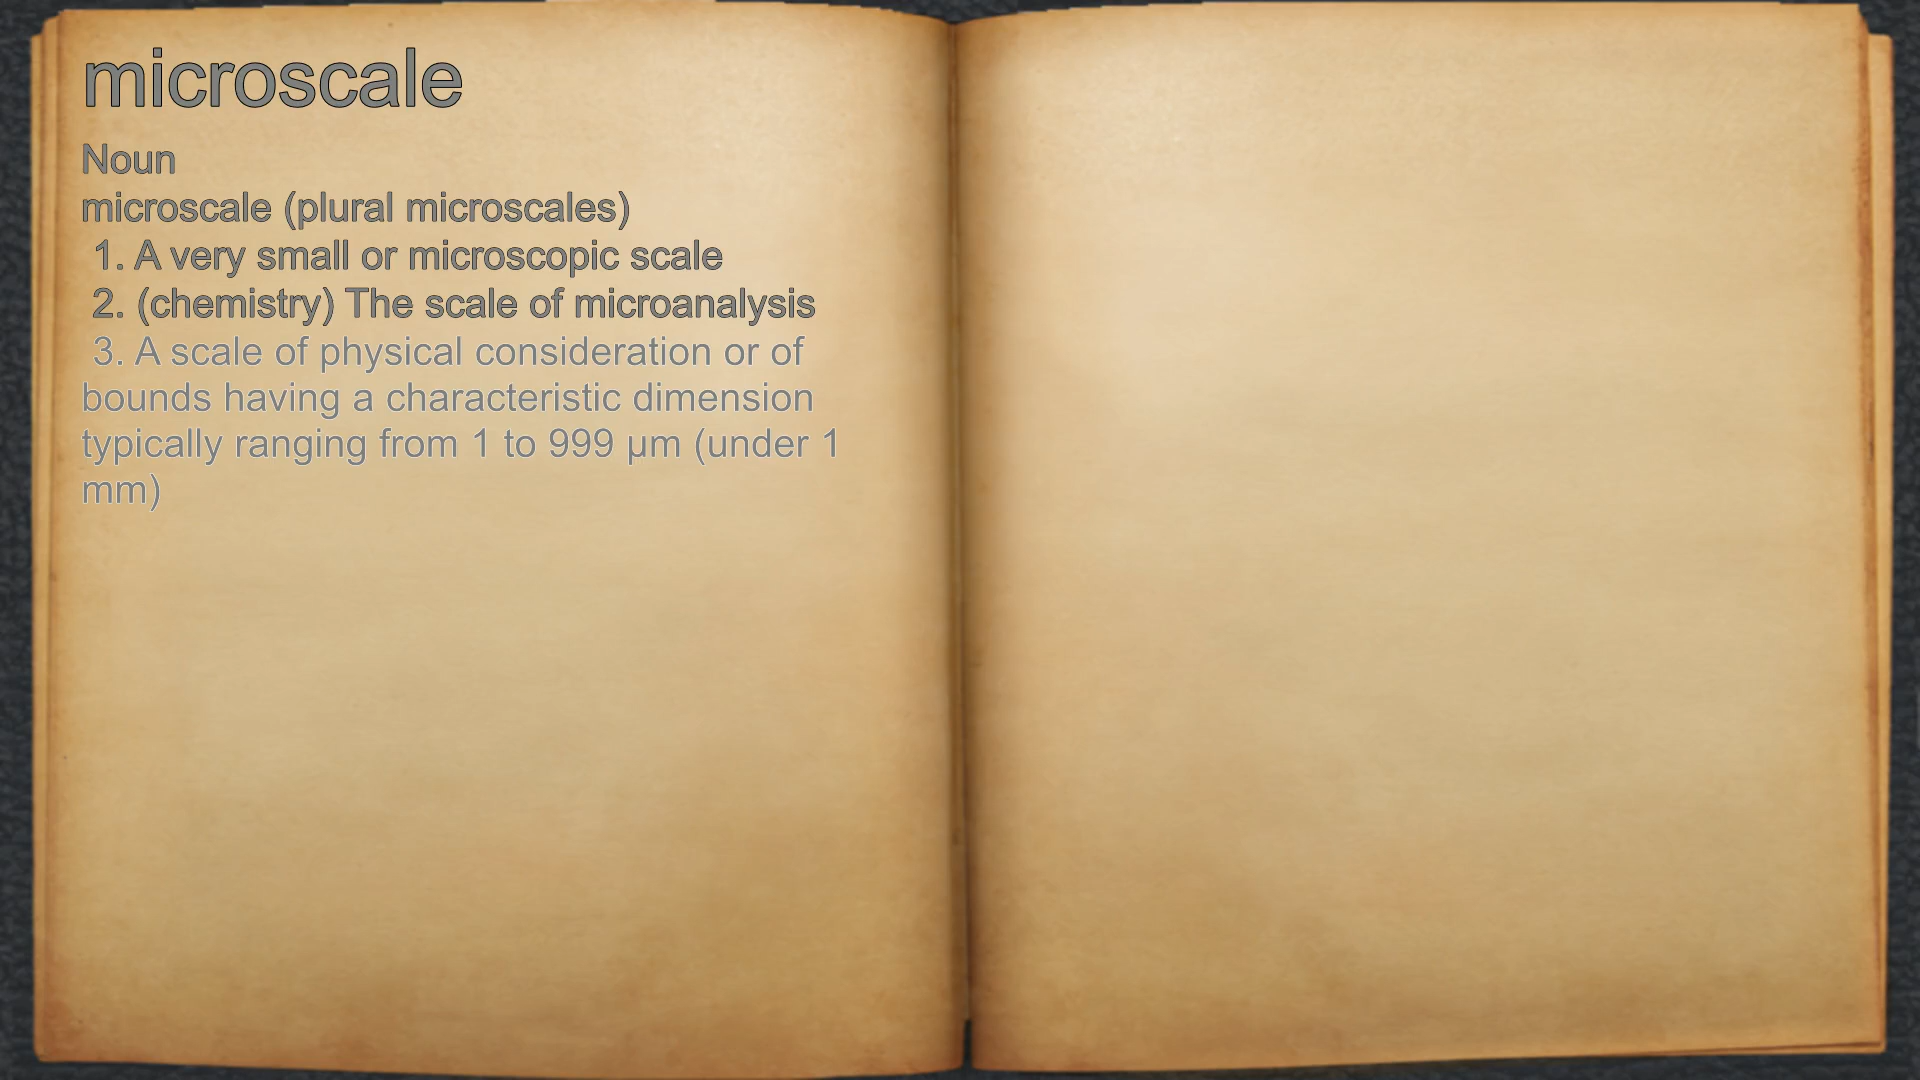 microscale
Noun
microscale (plural microscales)
1. A very small or microscopic scale
2. (chemistry) The scale of microanalysis
3. A scale of physical consideration or of
bounds having a characteristic dimension
typically ranging from 1 to 999 µm (under 1
mm)